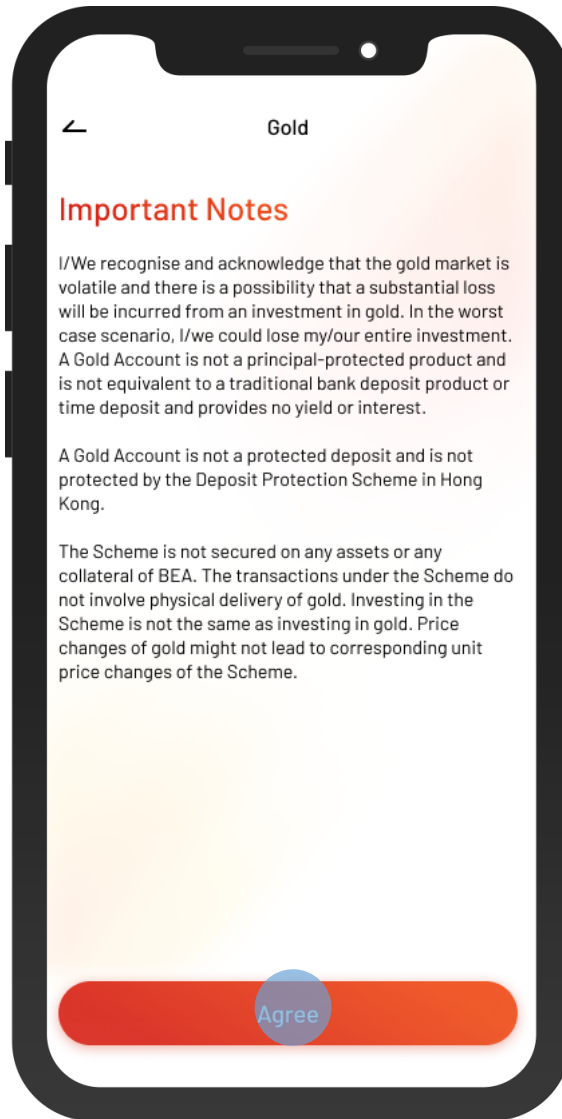 Gold
Important Notes
I/We recognise and acknowledge that the gold market is
volatile and there is a possibility that a substantial loss
will be incurred from an investment in gold. In the worst
case scenario, I/we could lose my/our entire investment.
A Gold Account is not a principal-protected product and
is not equivalent to a traditional bank deposit product or
time deposit and provides no yield or interest.
A Gold Account is not a protected deposit and is not
protected by the Deposit Protection Scheme in Hong
Kong.
The Scheme is not secured on any assets or any
collateral of BEA. The transactions under the Scheme do
not involve physical delivery of gold. Investing in the
Scheme is not the same as investing in gold. Price
changes of gold might not lead to corresponding unit
price changes of the Scheme.
Agree